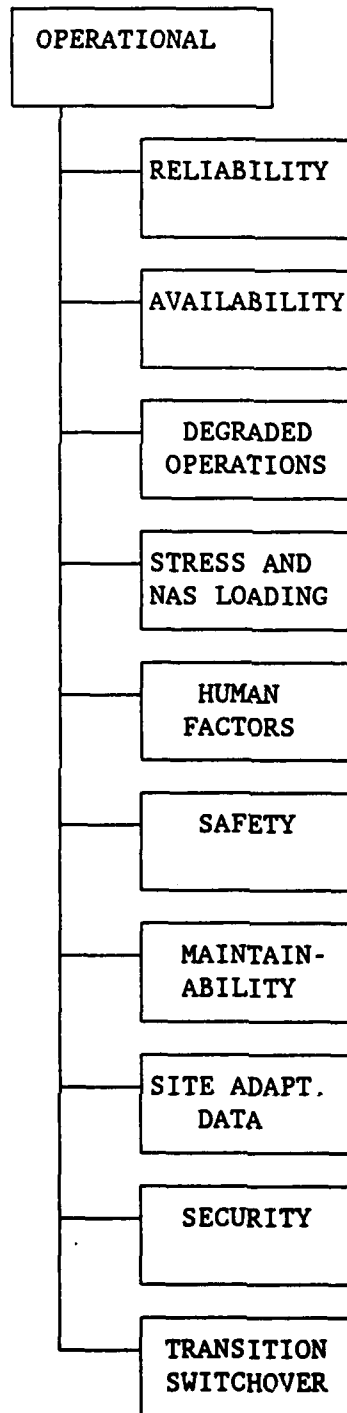 OPERATIONAL
RELIABILITY
AVAILABILITY
DEGRADED
OPERATIONS
STRESS AND
NAS LOADING
HUMAN
FACTORS
SAFETY
MAINTAIN-
ABILITY
SITE ADAPT.
DATA
SECURITY
TRANSITION
SWITCHOVER